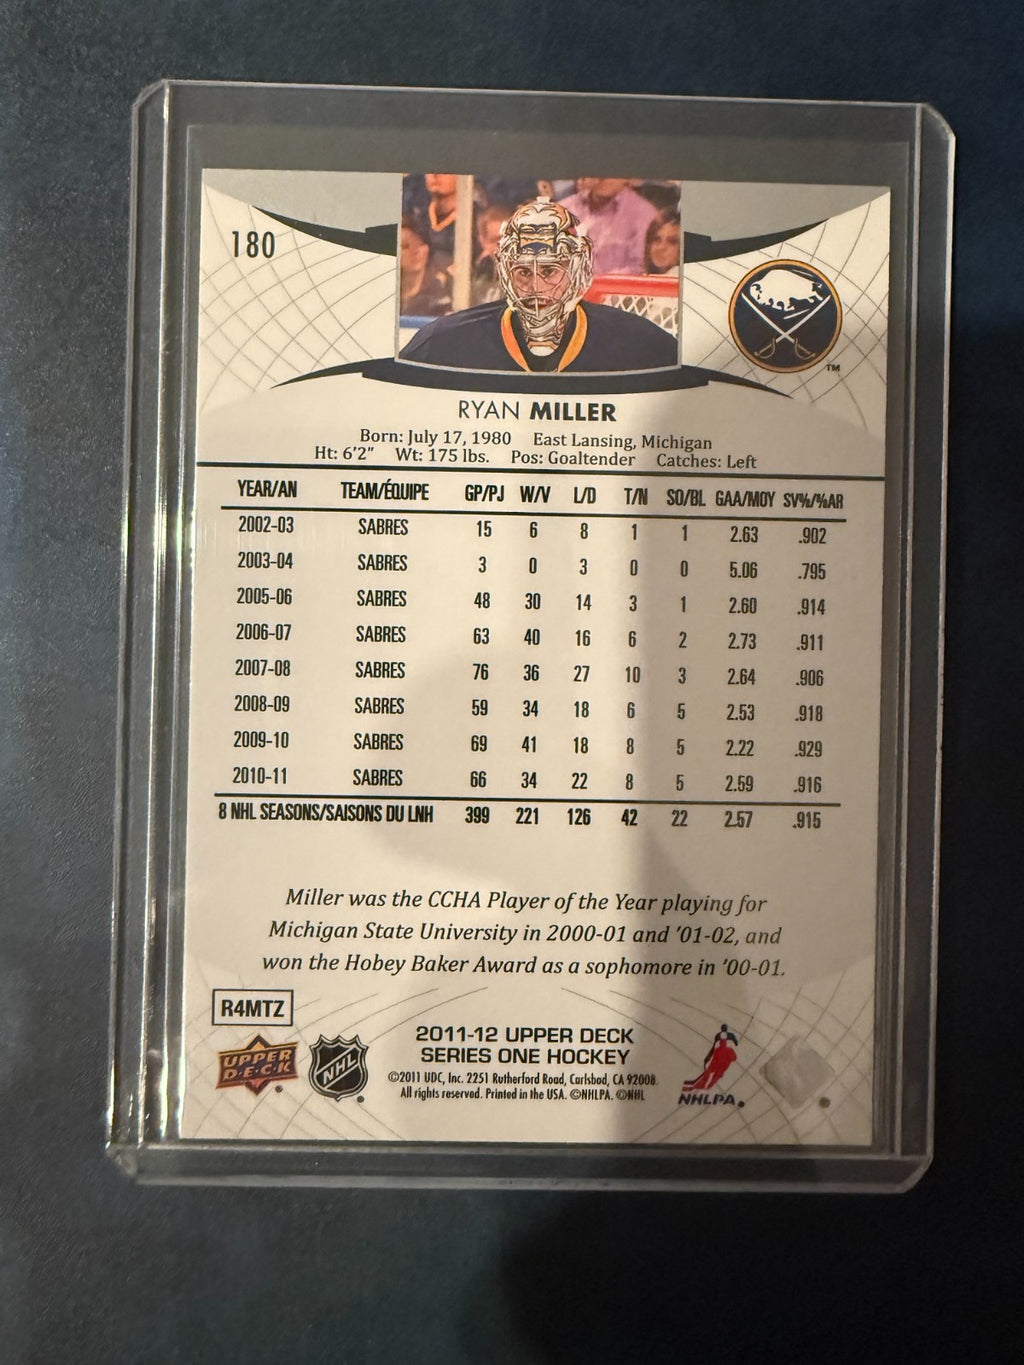 180
TM
RYAN MILLER
Born: July 17, 1980 East Lansing, Michigan
Ht: 6'2" Wt: 175 lbs. Pos: Goaltender Catches: Left
YEAR/AN TEAM/ÉQUIPE GP/PJ W/V L/D T/N SO/BL GAA/MOY SV%/%AR
2002-03 SABRES 15 6 8 1 1 2.63 .902
2003-04 SABRES 3 0 3 0 0 5.06 .795
2005-06 SABRES 48 30 14 3 1 2.60 .914
2006-07 SABRES 63 40 16 6 2 2.73 .911
2007-08 SABRES 76 36 27 10 3 2.64 .906
2008-09 SABRES 59 34 18 6 5 2.53 .918
2009-10 SABRES 69 41 18 8 5 2.22 .929
2010-11 SABRES 66 34 22 8 5 2.59 .916
8 NHL SEASONS/SAISONS DU LNH 399 221 126 42 22 2.57 .915
Miller was the CCHA Player of the Year playing for
Michigan State University in 2000-01 and '01-02, and
won the Hobey Baker Award as a sophomore in '00-01.
R4MTZ
UPPER DECK ®
NHL ®
2011-12 UPPER DECK
SERIES ONE HOCKEY
©2011 UDC, Inc. 2251 Rutherford Road, Carlsbad, CA 92008.
All rights reserved. Printed in the USA. ©NHLPA. ©NHL
NHLPA ®